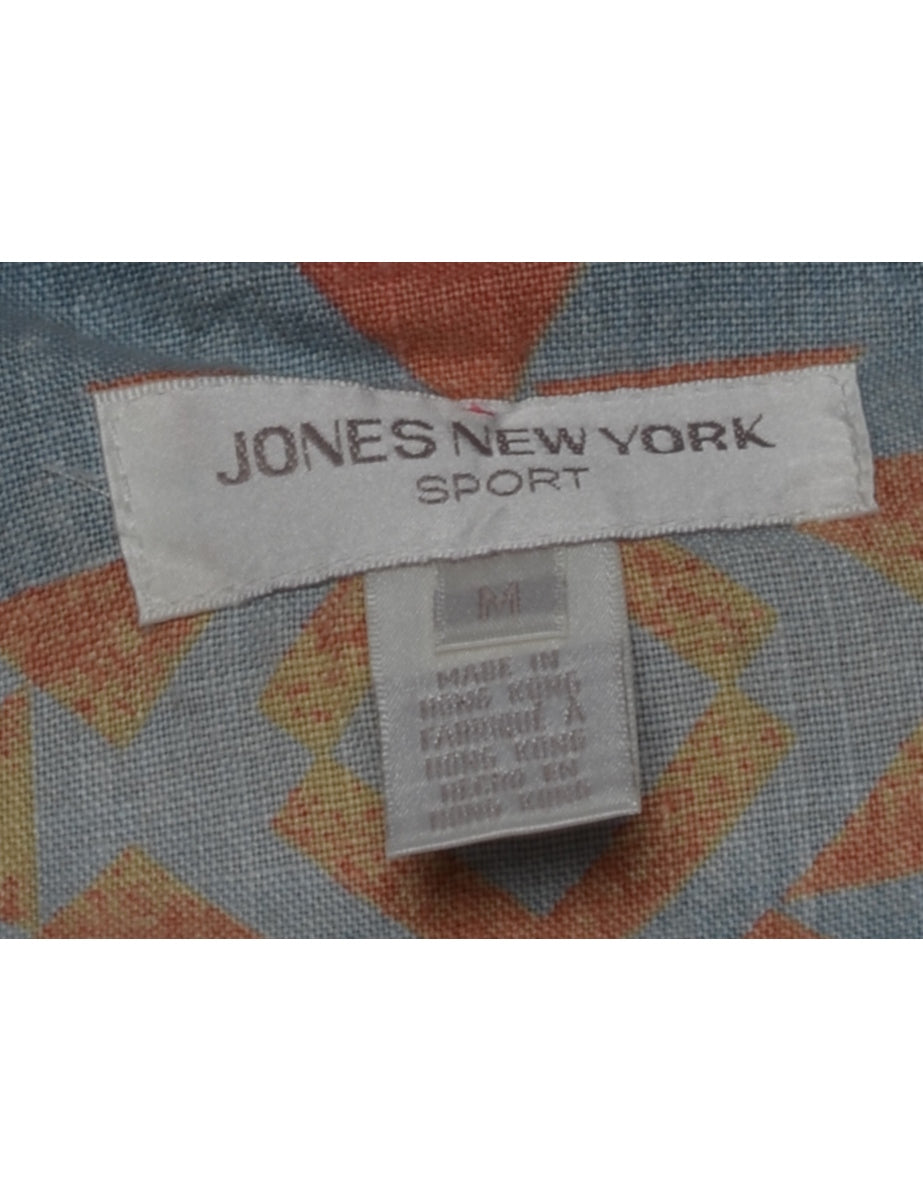 JONES NEW YORK
SPORT
M
MADE IN
HONG KONG
FABRIQUÉ À
HONG KONG
HECHO EN
HONG KONG